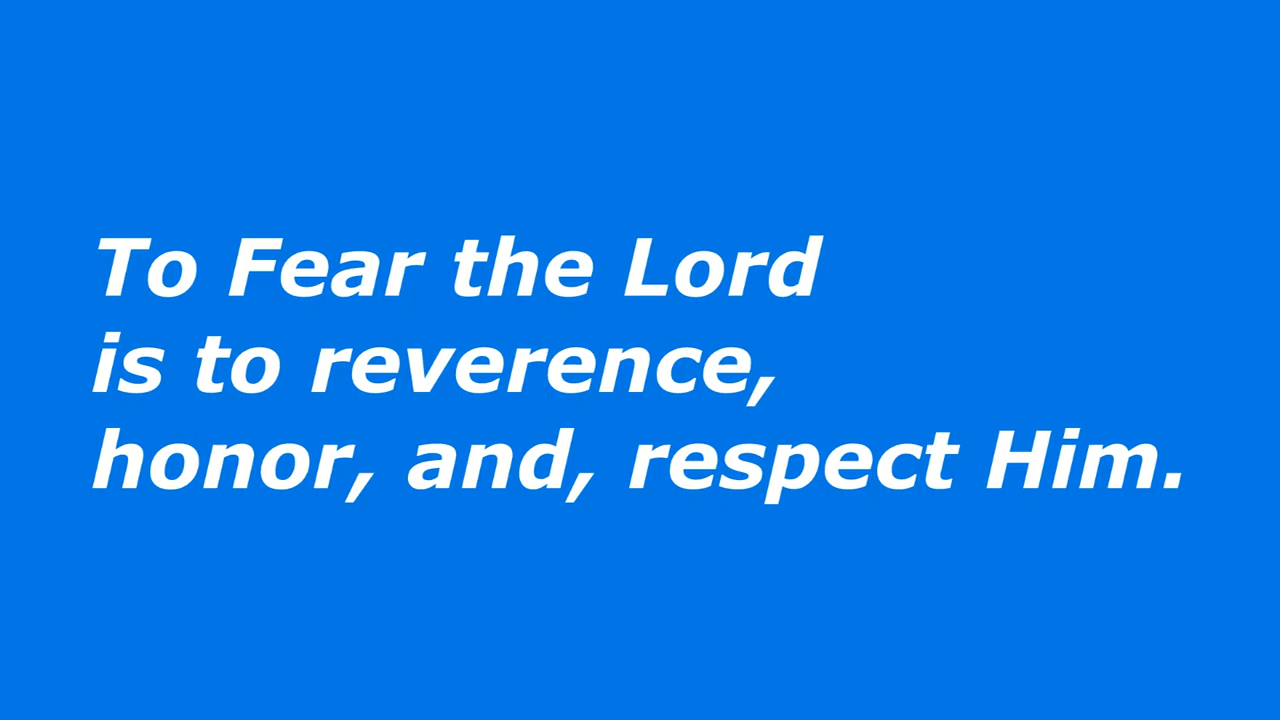 To Fear the Lord
is to reverence,
honor, and, respect Him.